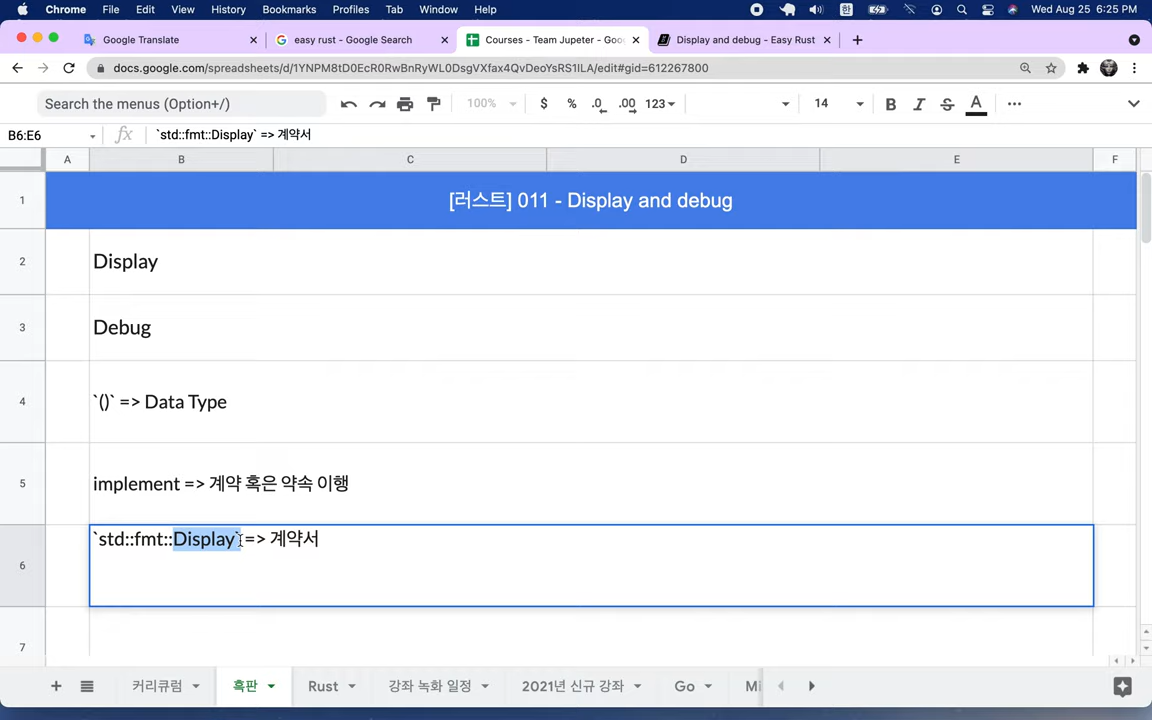 Chrome File Edit View History Bookmarks Profiles Tab Window Help 한 Wed Aug 25 6:25 PM
Google Translate easy rust - Google Search Courses - Team Jupeter - Goo Display and debug - Easy Rust
docs.google.com/spreadsheets/d/1YNPM8tD0EcR0RwBnRyWL0DsgVXfax4QvDeoYsRS1ILA/edit#gid=612267800
Search the menus (Option+/) 100% $ % .0 .00 123 14 B I S A
B6:E6 fx `std::fmt::Display` => 계약서
A B C D E F
1 [러스트] 011 - Display and debug
2 Display
3 Debug
4 `()` => Data Type
5 implement => 계약 혹은 약속 이행
6 `std::fmt::Display` => 계약서
7
커리큐럼 흑판 Rust 강좌 녹화 일정 2021년 신규 강좌 Go